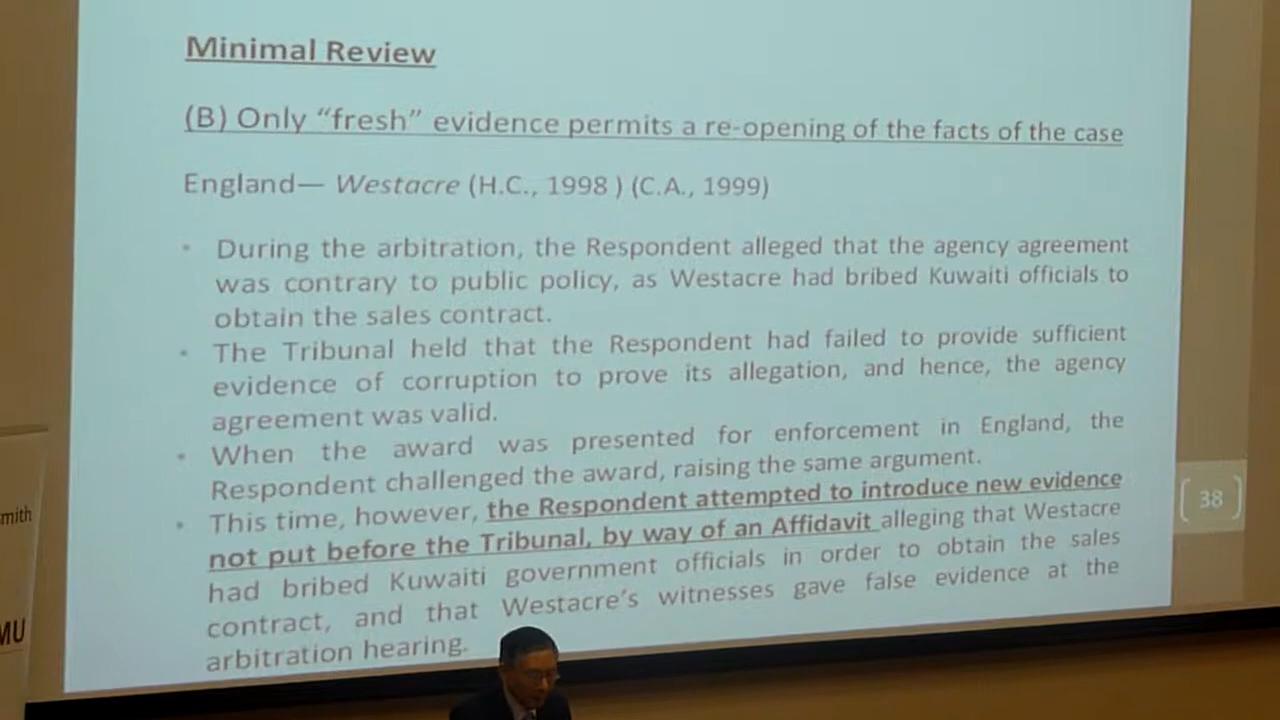 Minimal Review
(B) Only “fresh” evidence permits a re-opening of the facts of the case
England— Westacre (H.C., 1998 ) (C.A., 1999)
• During the arbitration, the Respondent alleged that the agency agreement
was contrary to public policy, as Westacre had bribed Kuwaiti officials to
obtain the sales contract.
• The Tribunal held that the Respondent had failed to provide sufficient
evidence of corruption to prove its allegation, and hence, the agency
agreement was valid.
• When the award was presented for enforcement in England, the
Respondent challenged the award, raising the same argument.
• This time, however, the Respondent attempted to introduce new evidence
not put before the Tribunal, by way of an Affidavit alleging that Westacre
had bribed Kuwaiti government officials in order to obtain the sales
contract, and that Westacre’s witnesses gave false evidence at the
arbitration hearing.
38
mith
MU